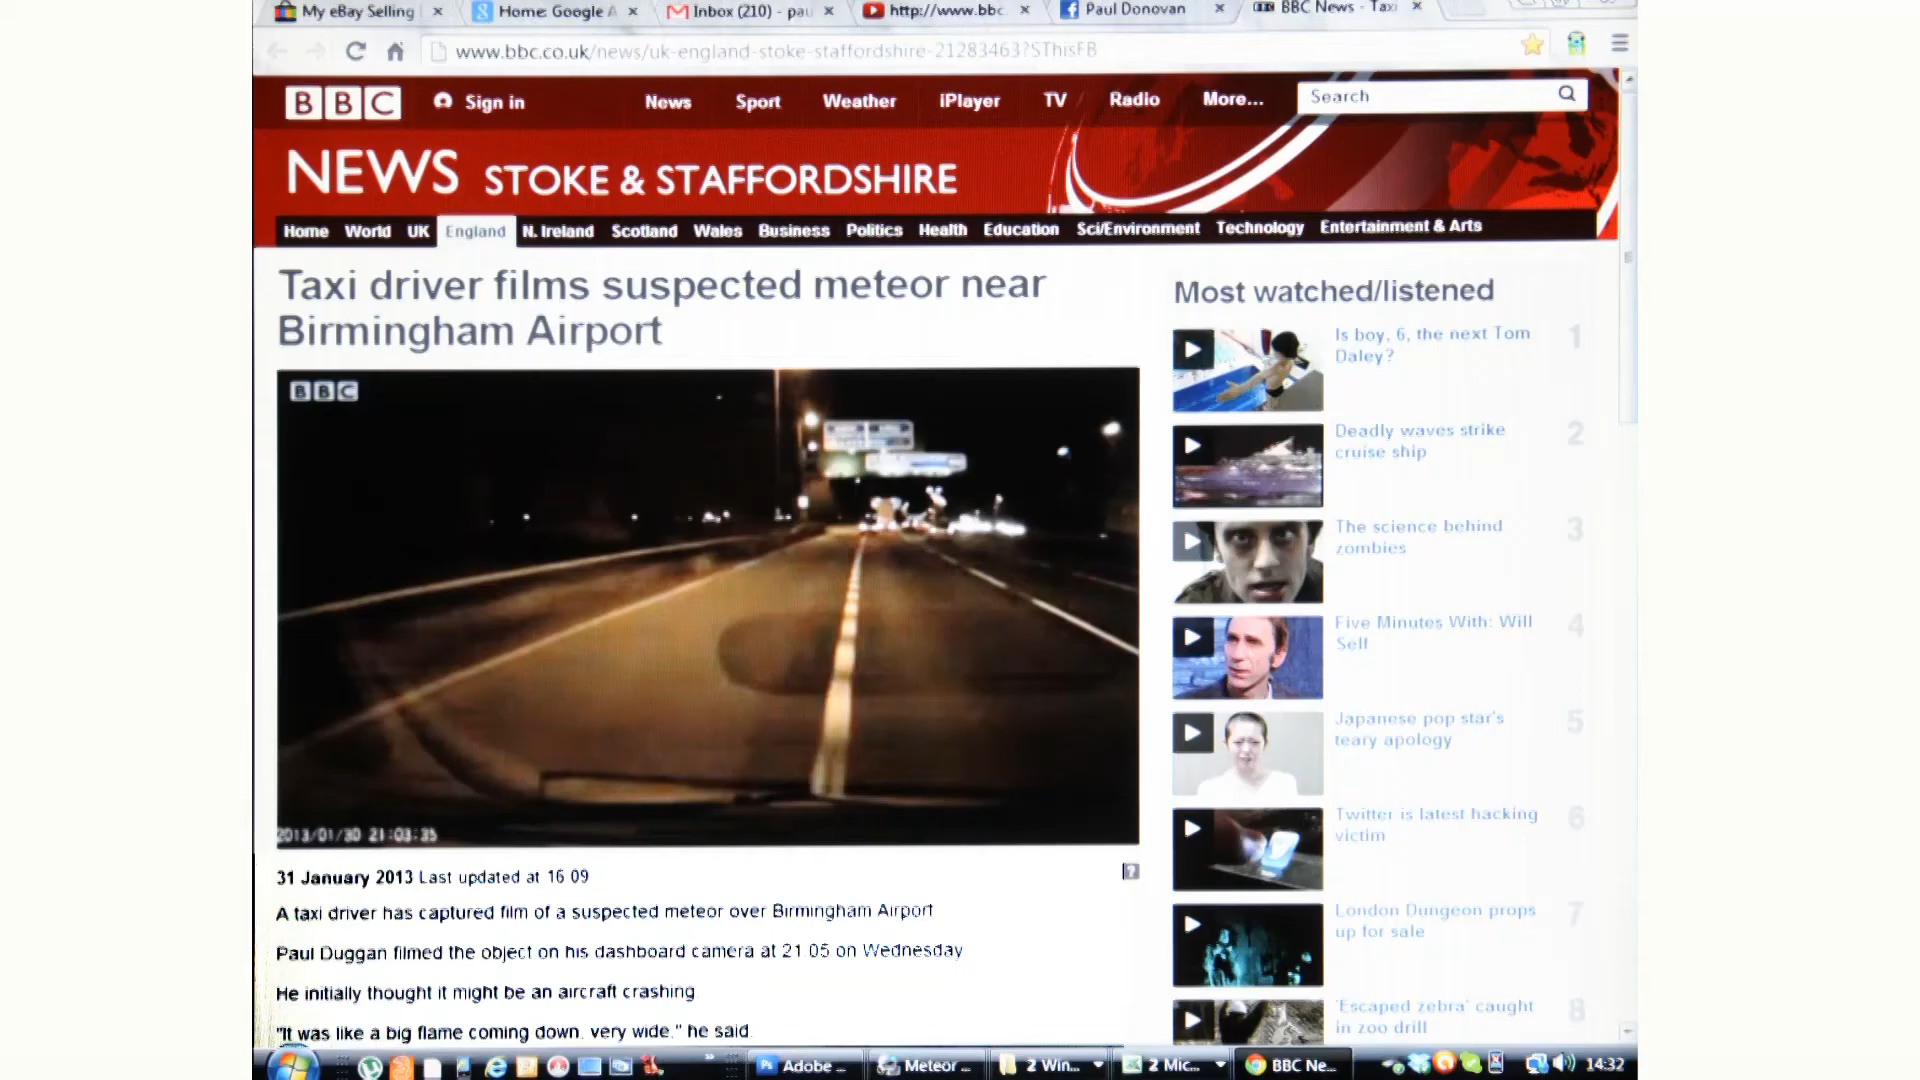 My eBay Selling
Home: Google A
Inbox (210) - pau
http://www.bbc
Paul Donovan
BBC News - Taxi
www.bbc.co.uk/news/uk-england-stoke-staffordshire-21283463?SThisFB
BBC
Sign in
News
Sport
Weather
iPlayer
TV
Radio
More...
Search
NEWS STOKE & STAFFORDSHIRE
Home World UK England N. Ireland Scotland Wales Business Politics Health Education Sci/Environment Technology Entertainment & Arts
Taxi driver films suspected meteor near
Birmingham Airport
BBC
2013/01/30 21:03:35
31 January 2013 Last updated at 16 09
?
A taxi driver has captured film of a suspected meteor over Birmingham Airport
Paul Duggan filmed the object on his dashboard camera at 21 05 on Wednesday
He initially thought it might be an aircraft crashing
"It was like a big flame coming down, very wide," he said
Most watched/listened
Is boy, 6, the next Tom
Daley?
1
Deadly waves strike
cruise ship
2
The science behind
zombies
3
Five Minutes With: Will
Self
4
Japanese pop star's
teary apology
5
Twitter is latest hacking
victim
6
London Dungeon props
up for sale
7
'Escaped zebra' caught
in zoo drill
8
Adobe ...
Meteor ...
2 Win...
2 Mic...
BBC Ne...
14:32